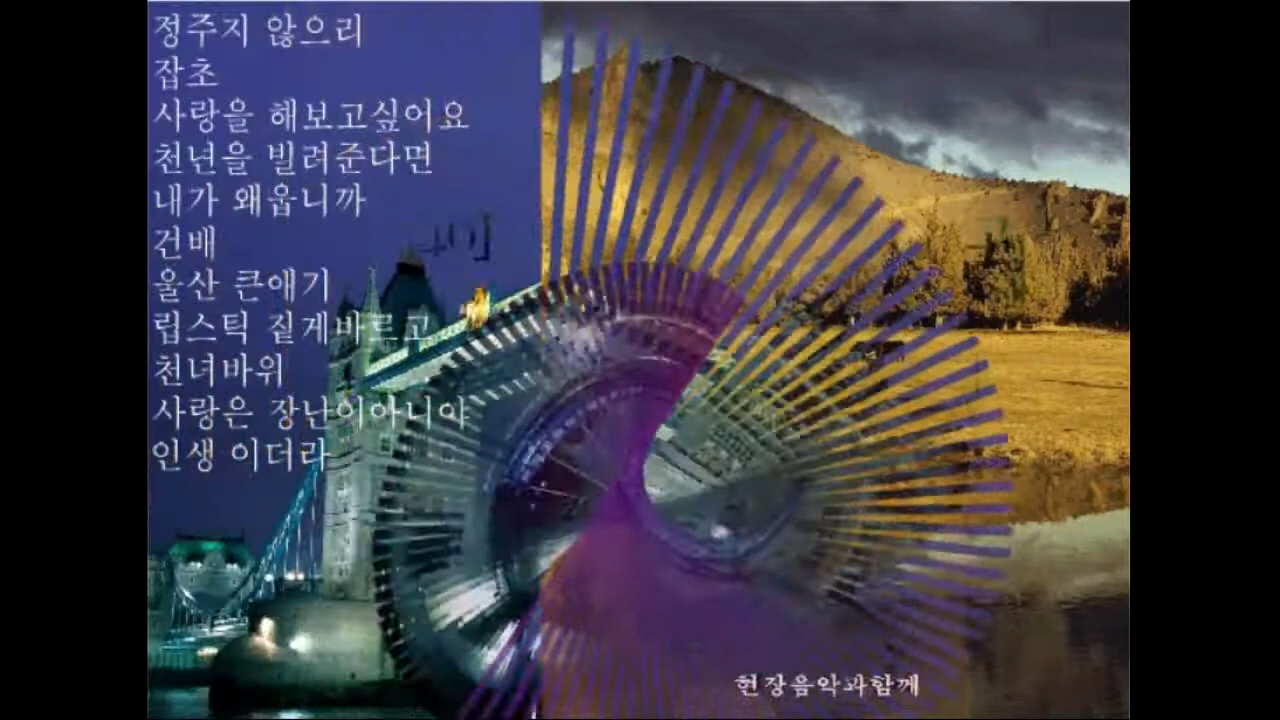 정주지 않으리
잡초
사랑을 해보고싶어요
천년을 빌려준다면
내가 왜웁니까
건배
울산 큰애기
립스틱 짙게바르고
천녀바위
사랑은 장난이아니야
인생 이더라
현장음악과함께